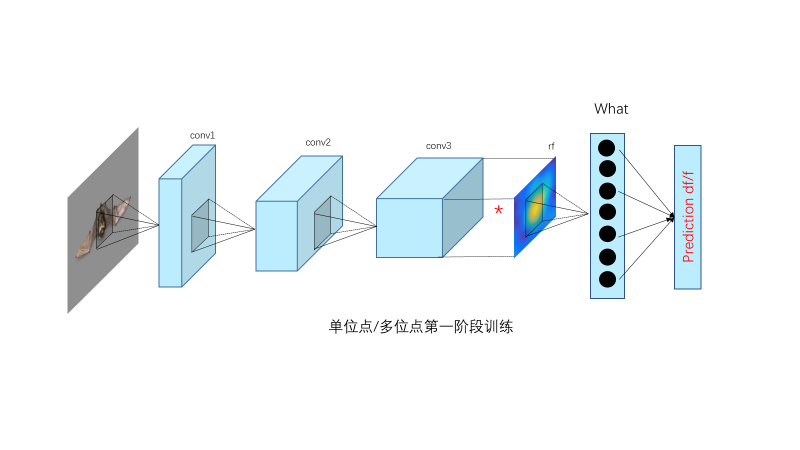 What
conv1
conv2
conv3
rf
*
Prediction df/f
单位点/多位点第一阶段训练